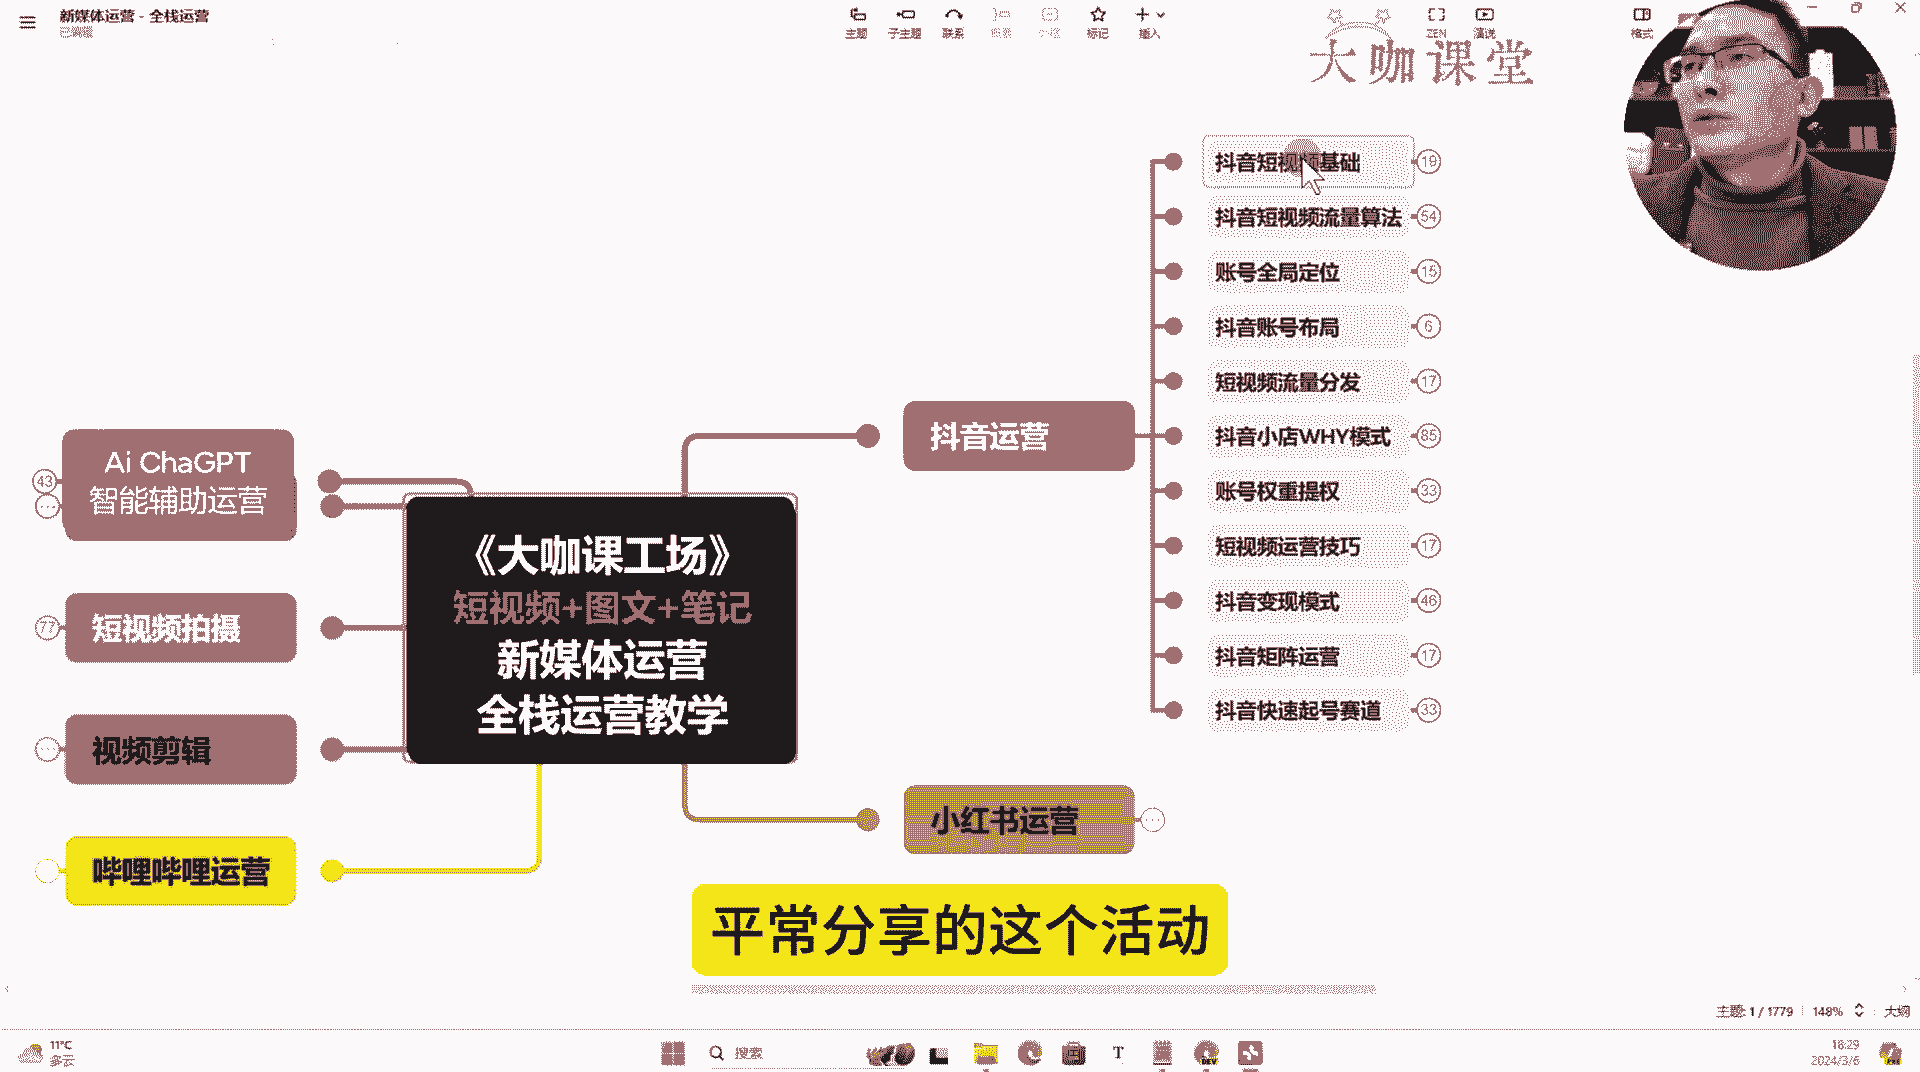 新媒体运营 - 全栈运营
已编辑
主题
子主题
联系
概要
外框
标记
插入
ZEN
演说
格式
大咖课堂
抖音短视频基础
19
抖音短视频流量算法
54
账号全局定位
15
抖音账号布局
6
短视频流量分发
17
抖音运营
抖音小店WHY模式
85
账号权重提权
33
短视频运营技巧
17
抖音变现模式
46
抖音矩阵运营
17
抖音快速起号赛道
33
Ai ChaGPT
智能辅助运营
43
《大咖课工场》
短视频+图文+笔记
新媒体运营
全栈运营教学
短视频拍摄
77
视频剪辑
哔哩哔哩运营
小红书运营
平常分享的这个活动
主题: 1 / 1779
148%
大纲
11°C
多云
搜索
18:29
2024/3/6